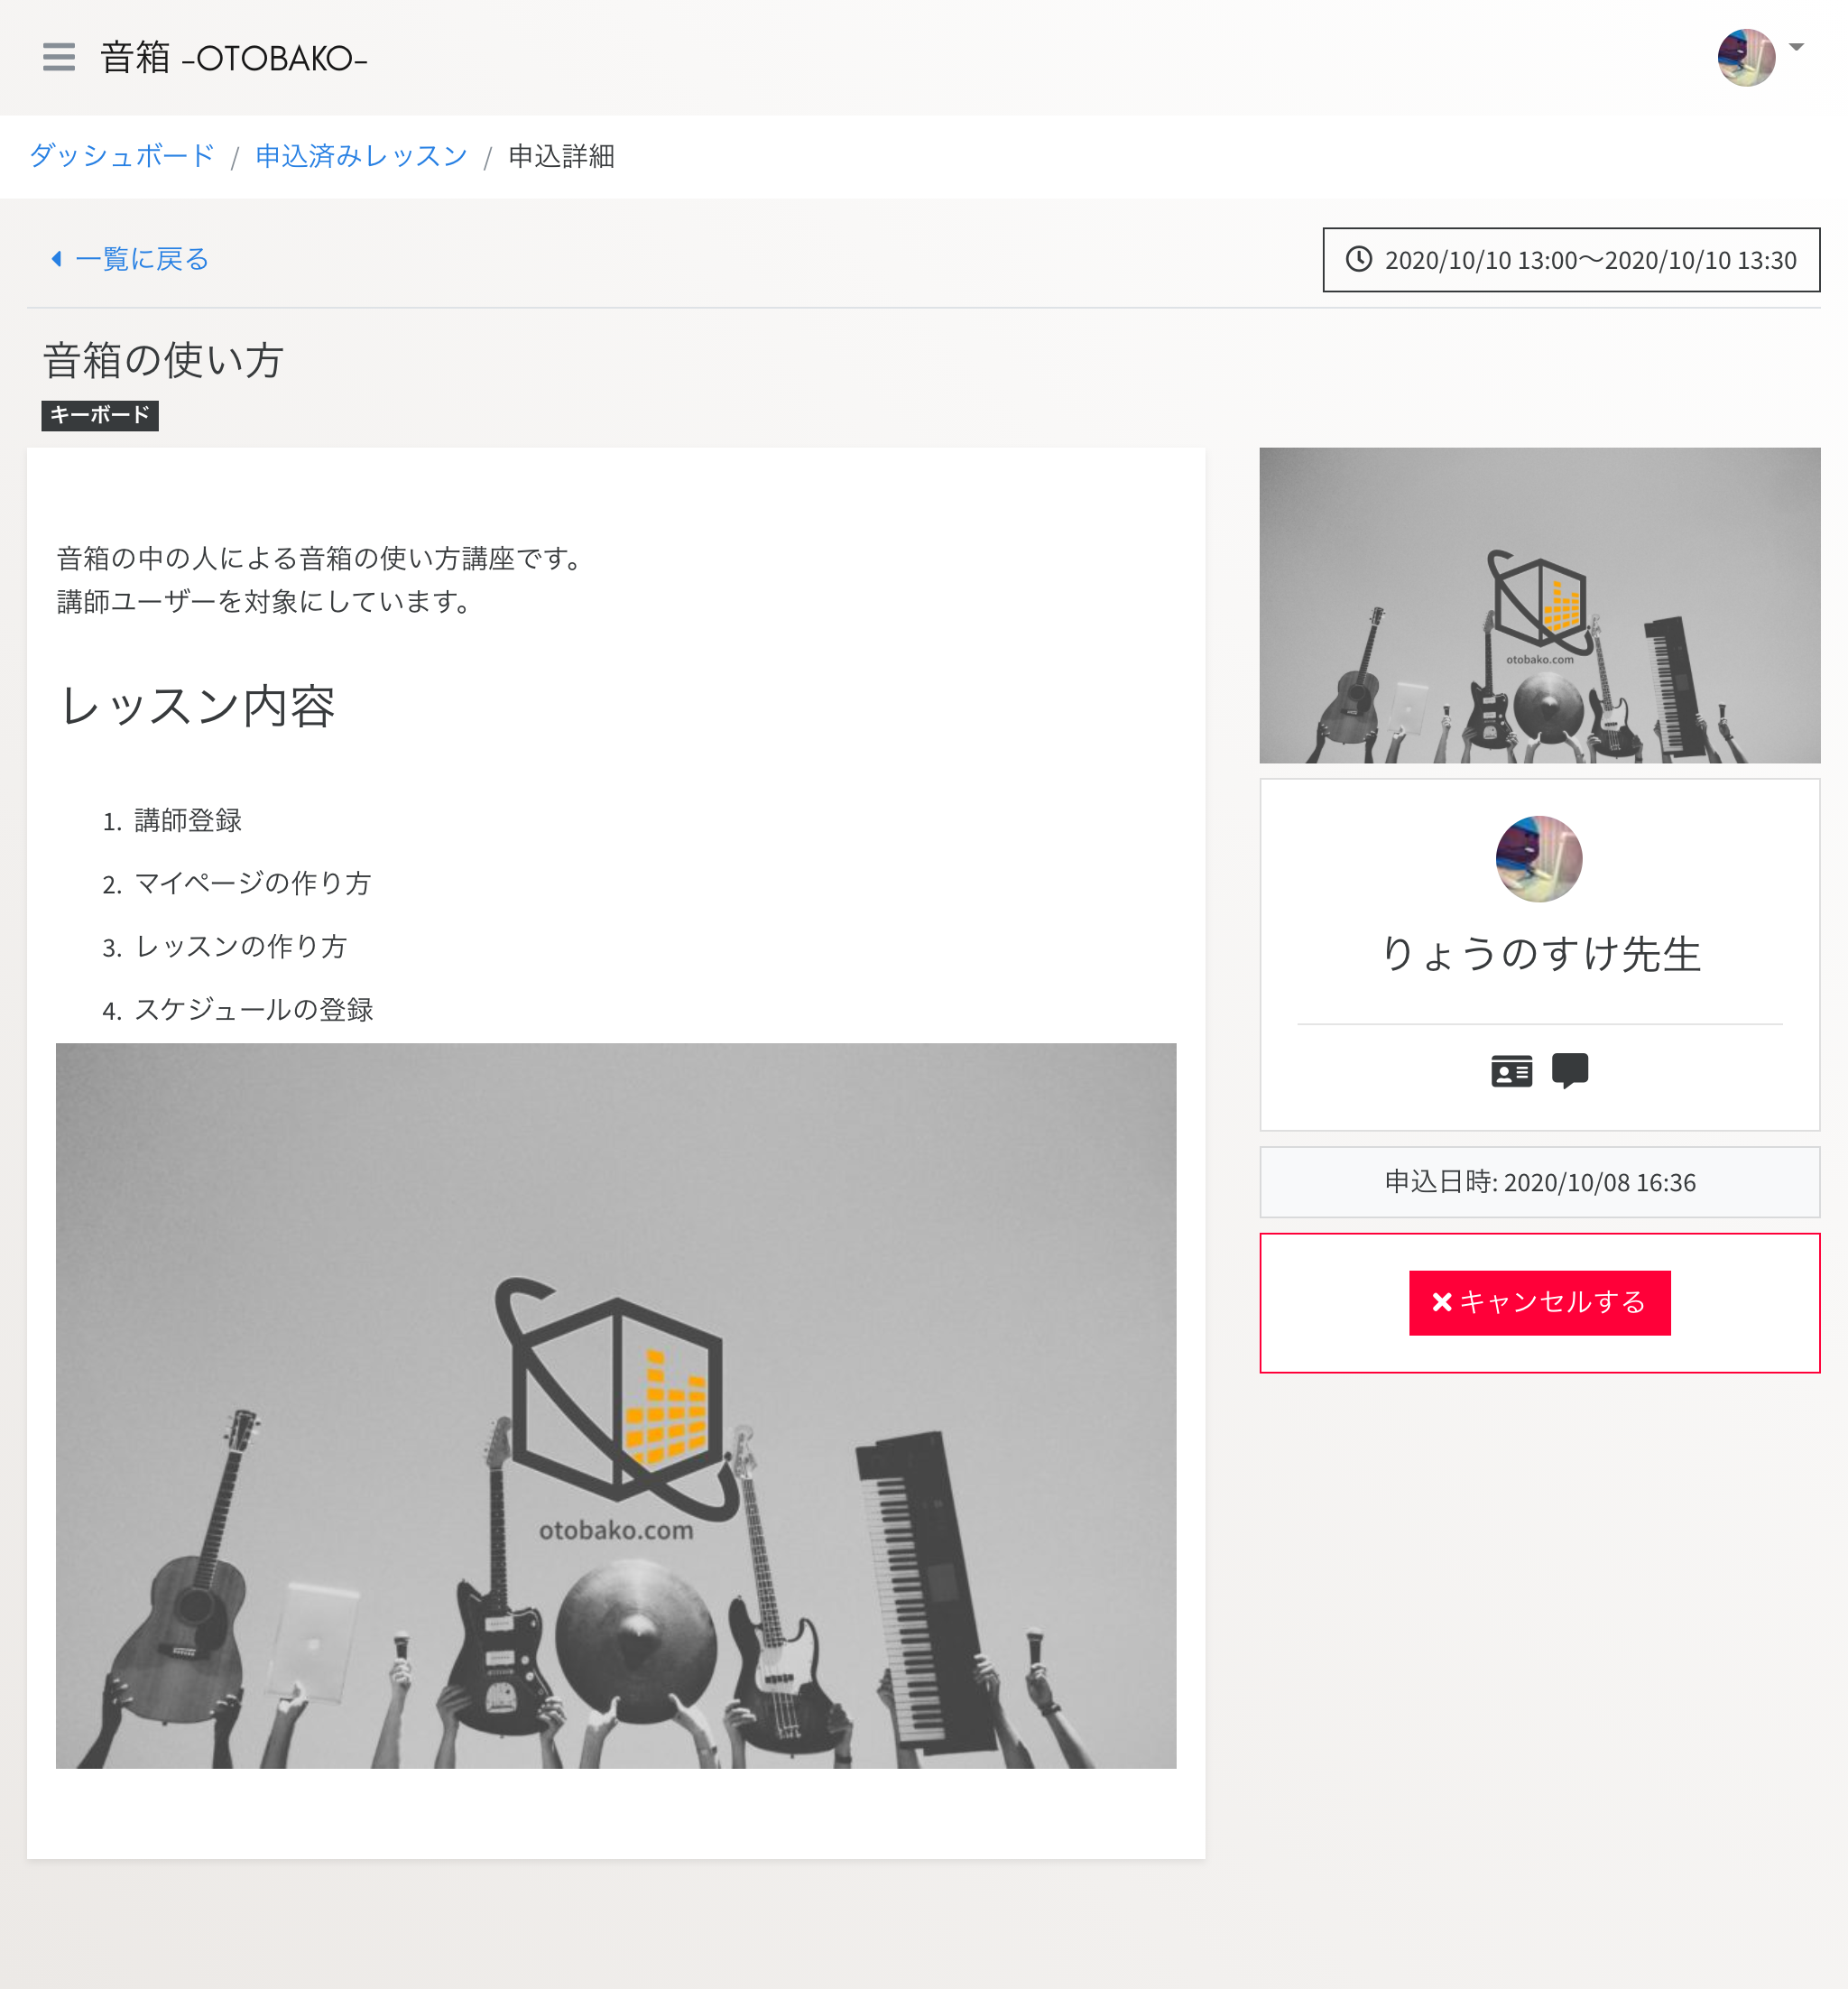 音箱 -OTOBAKO-
ダッシュボード / 申込済みレッスン / 申込詳細
一覧に戻る
2020/10/10 13:00〜2020/10/10 13:30
音箱の使い方
キーボード
音箱の中の人による音箱の使い方講座です。
講師ユーザーを対象にしています。
レッスン内容
1. 講師登録
2. マイページの作り方
3. レッスンの作り方
4. スケジュールの登録
otobako.com
otobako.com
りょうのすけ先生
申込日時: 2020/10/08 16:36
キャンセルする